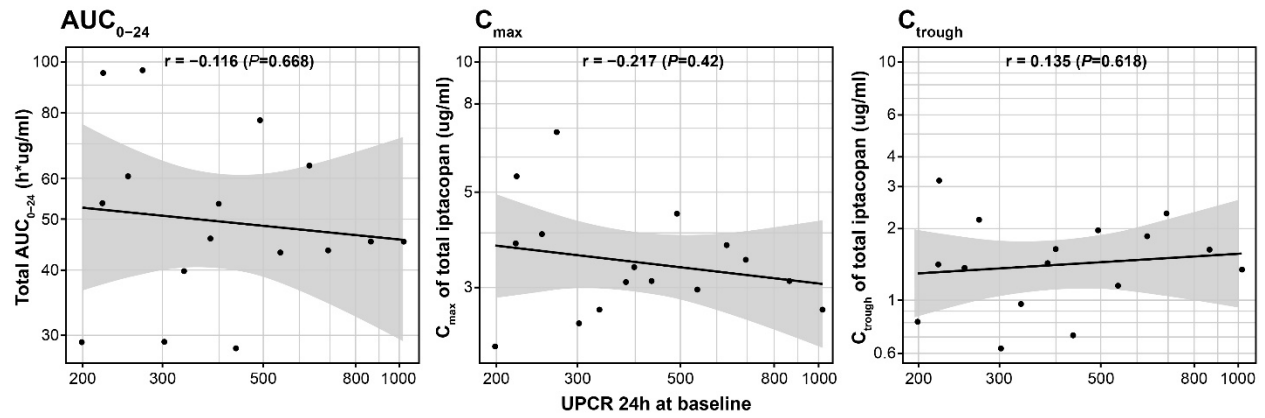 AUC0–24
r = −0.116 (P=0.668)
Total AUC0–24 (h*ug/ml)
100
80
60
50
40
30
200 300 500 800 1000
Cmax
r = −0.217 (P=0.42)
Cmax of total iptacopan (ug/ml)
10
8
5
3
200 300 500 800 1000
Ctrough
r = 0.135 (P=0.618)
Ctrough of total iptacopan (ug/ml)
10
6
4
3
2
1
0.6
200 300 500 800 1000
UPCR 24h at baseline